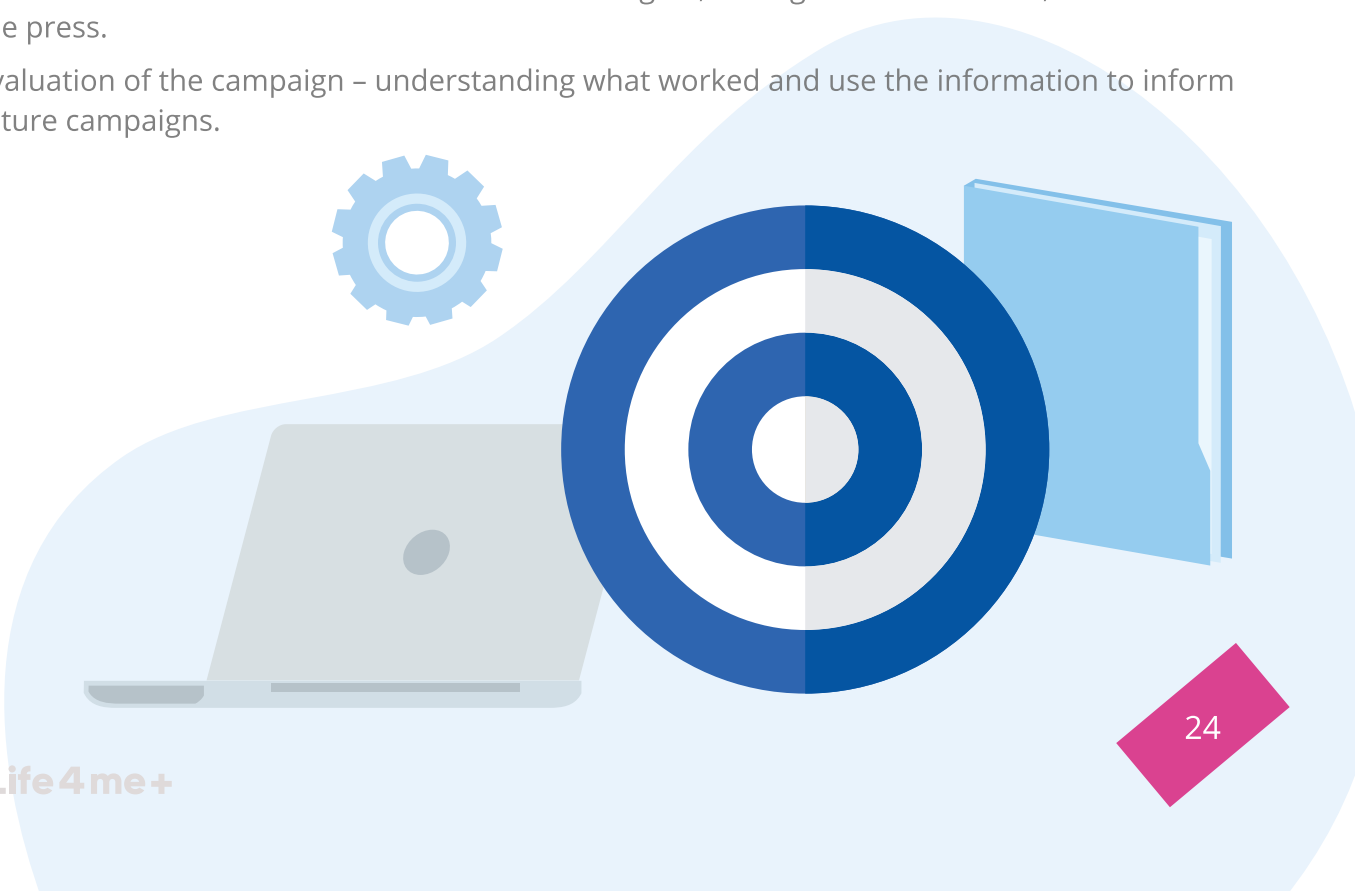 e press.
valuation of the campaign – understanding what worked and use the information to inform
ture campaigns.
24
ife4me+